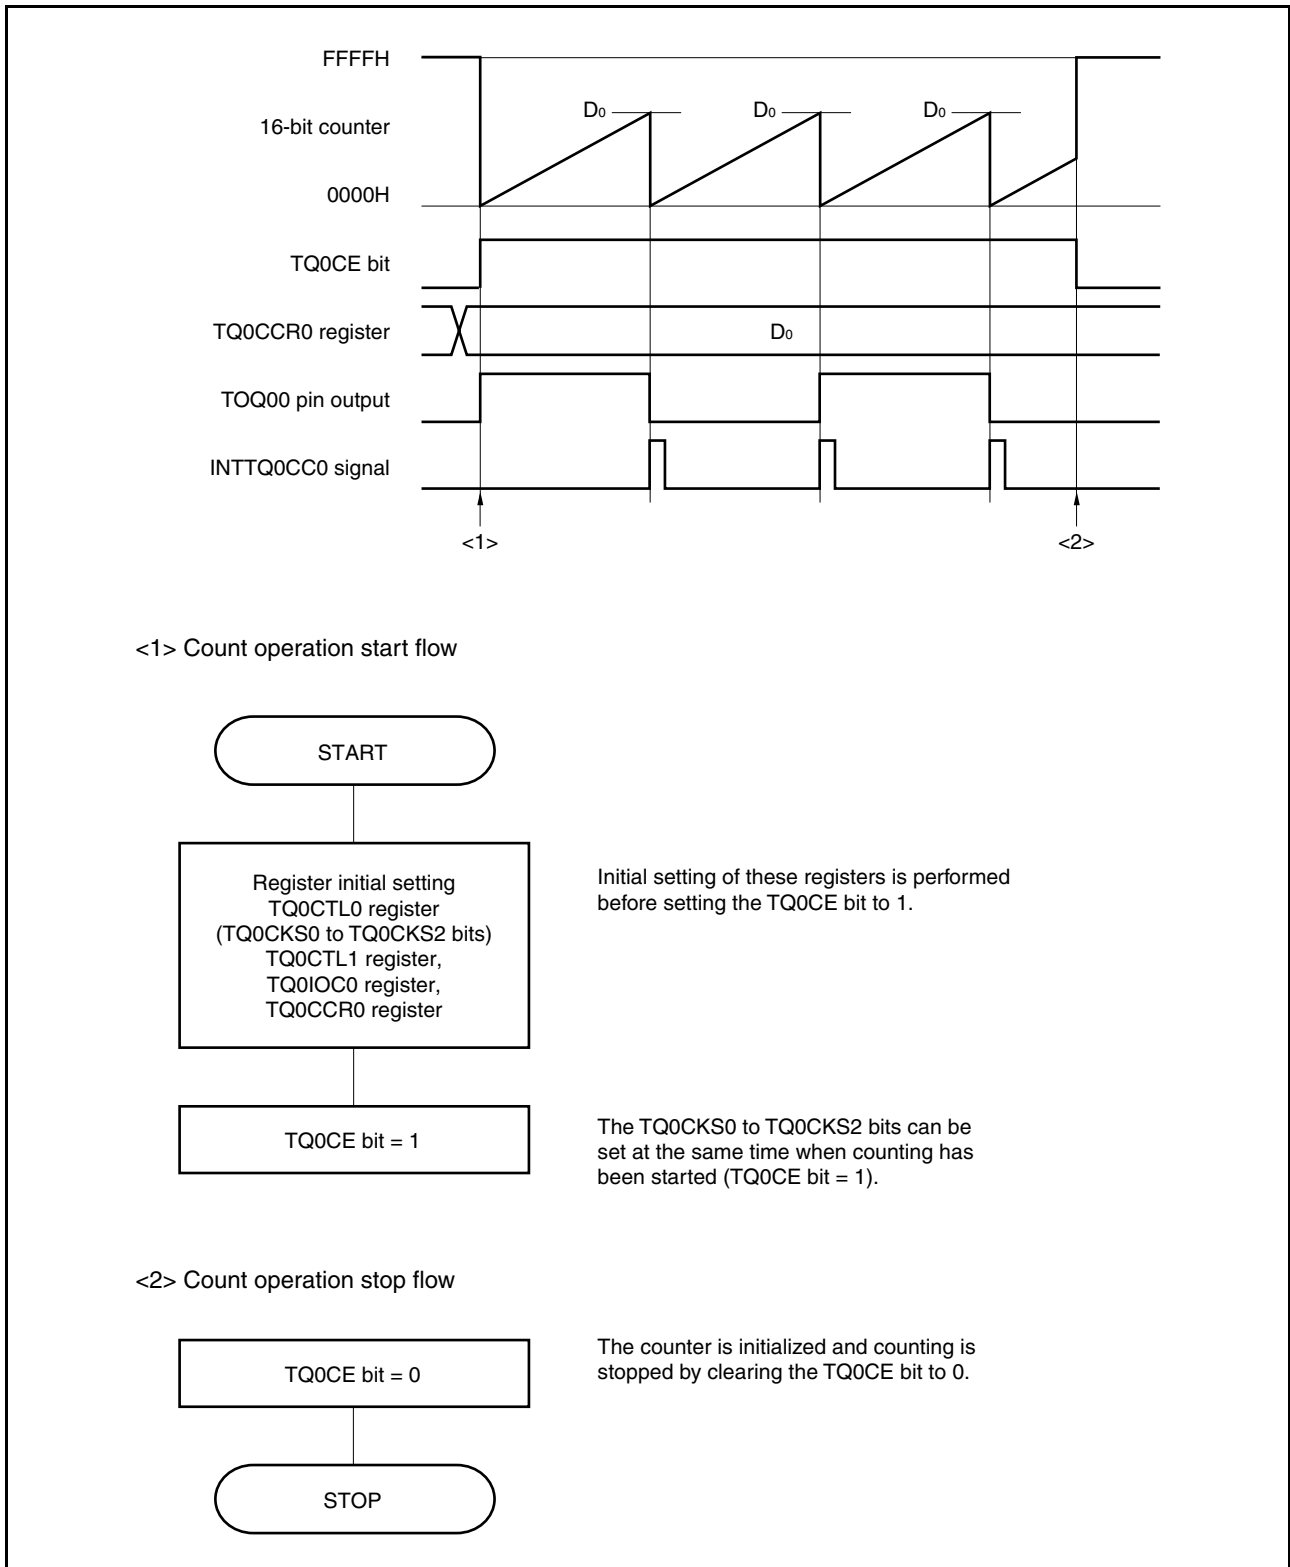 FFFFH
16-bit counter
D0 D0 D0
0000H
TQ0CE bit
TQ0CCR0 register
D0
TOQ00 pin output
INTTQ0CC0 signal
<1> <2>
<1> Count operation start flow
START
Register initial setting
TQ0CTL0 register
(TQ0CKS0 to TQ0CKS2 bits)
TQ0CTL1 register,
TQ0IOC0 register,
TQ0CCR0 register
Initial setting of these registers is performed
before setting the TQ0CE bit to 1.
TQ0CE bit = 1
The TQ0CKS0 to TQ0CKS2 bits can be
set at the same time when counting has
been started (TQ0CE bit = 1).
<2> Count operation stop flow
TQ0CE bit = 0
The counter is initialized and counting is
stopped by clearing the TQ0CE bit to 0.
STOP